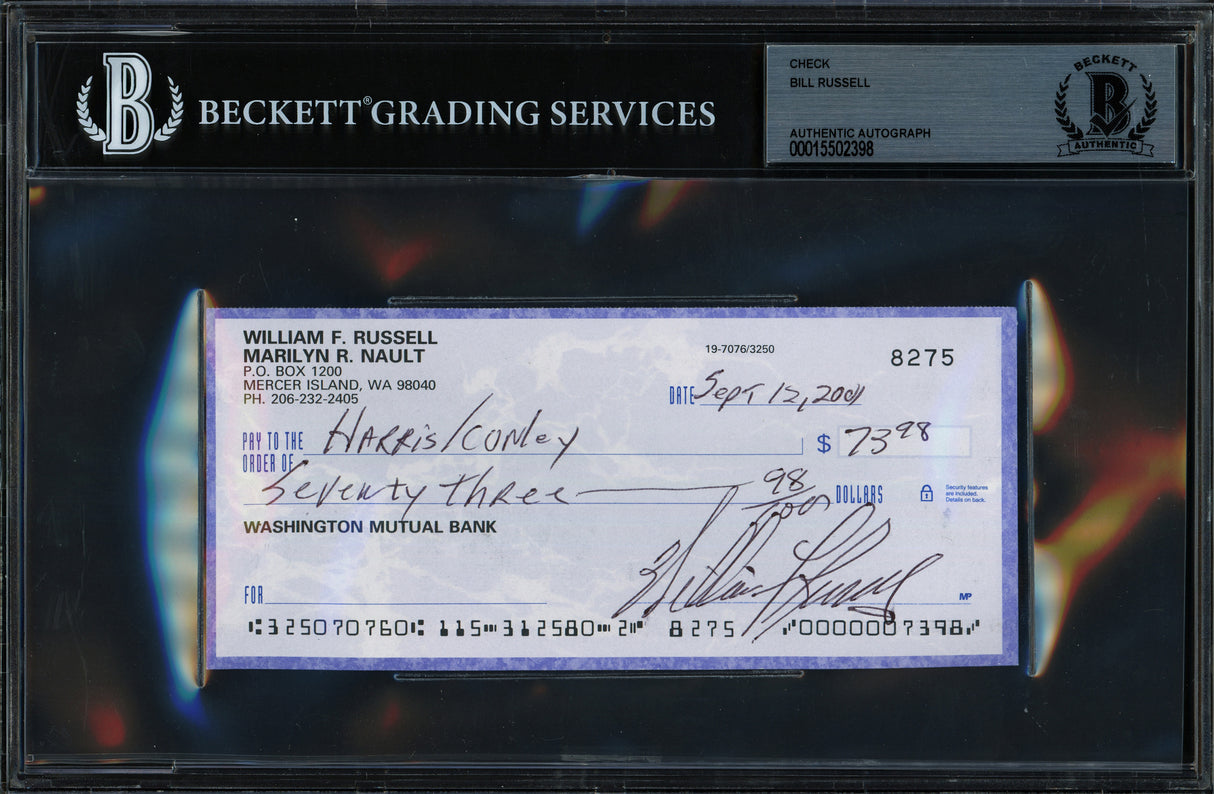 B BECKETT® GRADING SERVICES
CHECK
BILL RUSSELL
AUTHENTIC AUTOGRAPH
00015502398
BECKETT
B
AUTHENTIC
WILLIAM F. RUSSELL
MARILYN R. NAULT
P.O. BOX 1200
MERCER ISLAND, WA 98040
PH. 206-232-2405
19-7076/3250
8275
DATE Sept 12, 2001
PAY TO THE ORDER OF Harris/Conley $ 73 98
Seventy three 98/100 DOLLARS
Security features
are included.
Details on back.
WASHINGTON MUTUAL BANK
FOR
William F Russell
MP
⑆325070760⑆ 115⑉312580⑉2⑈ 8275 ⑇0000007398⑇